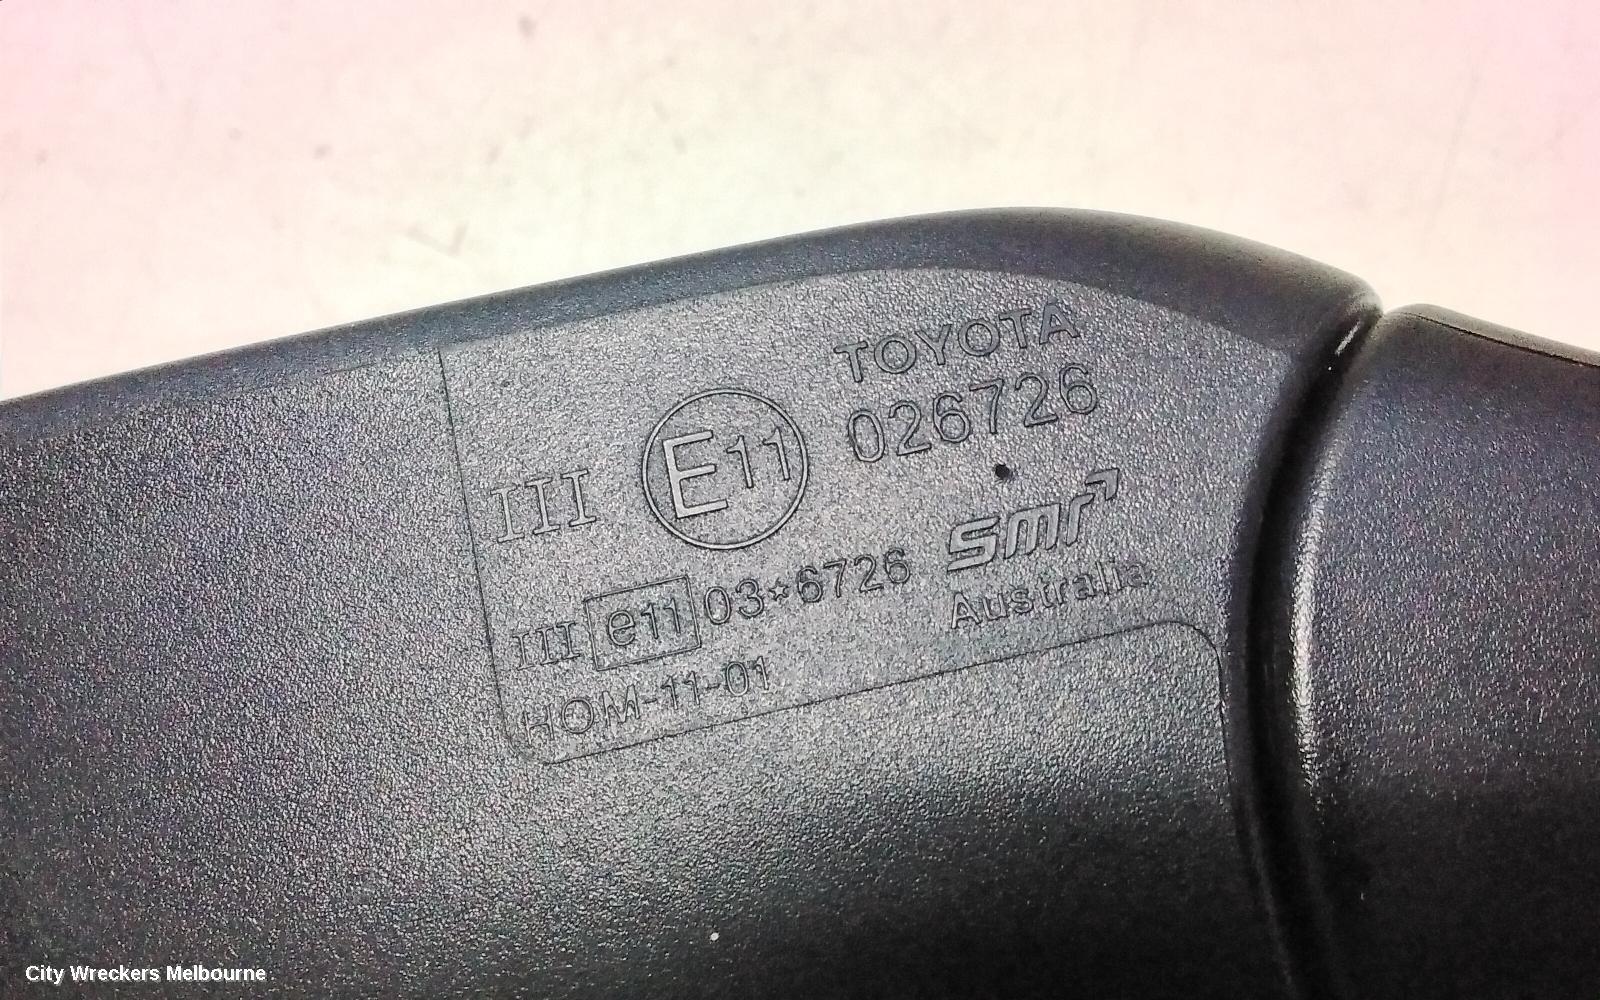 TOYOTA
III E11 026726
smr
III e11 03*6726 Australia
HOM-11-01
City Wreckers Melbourne